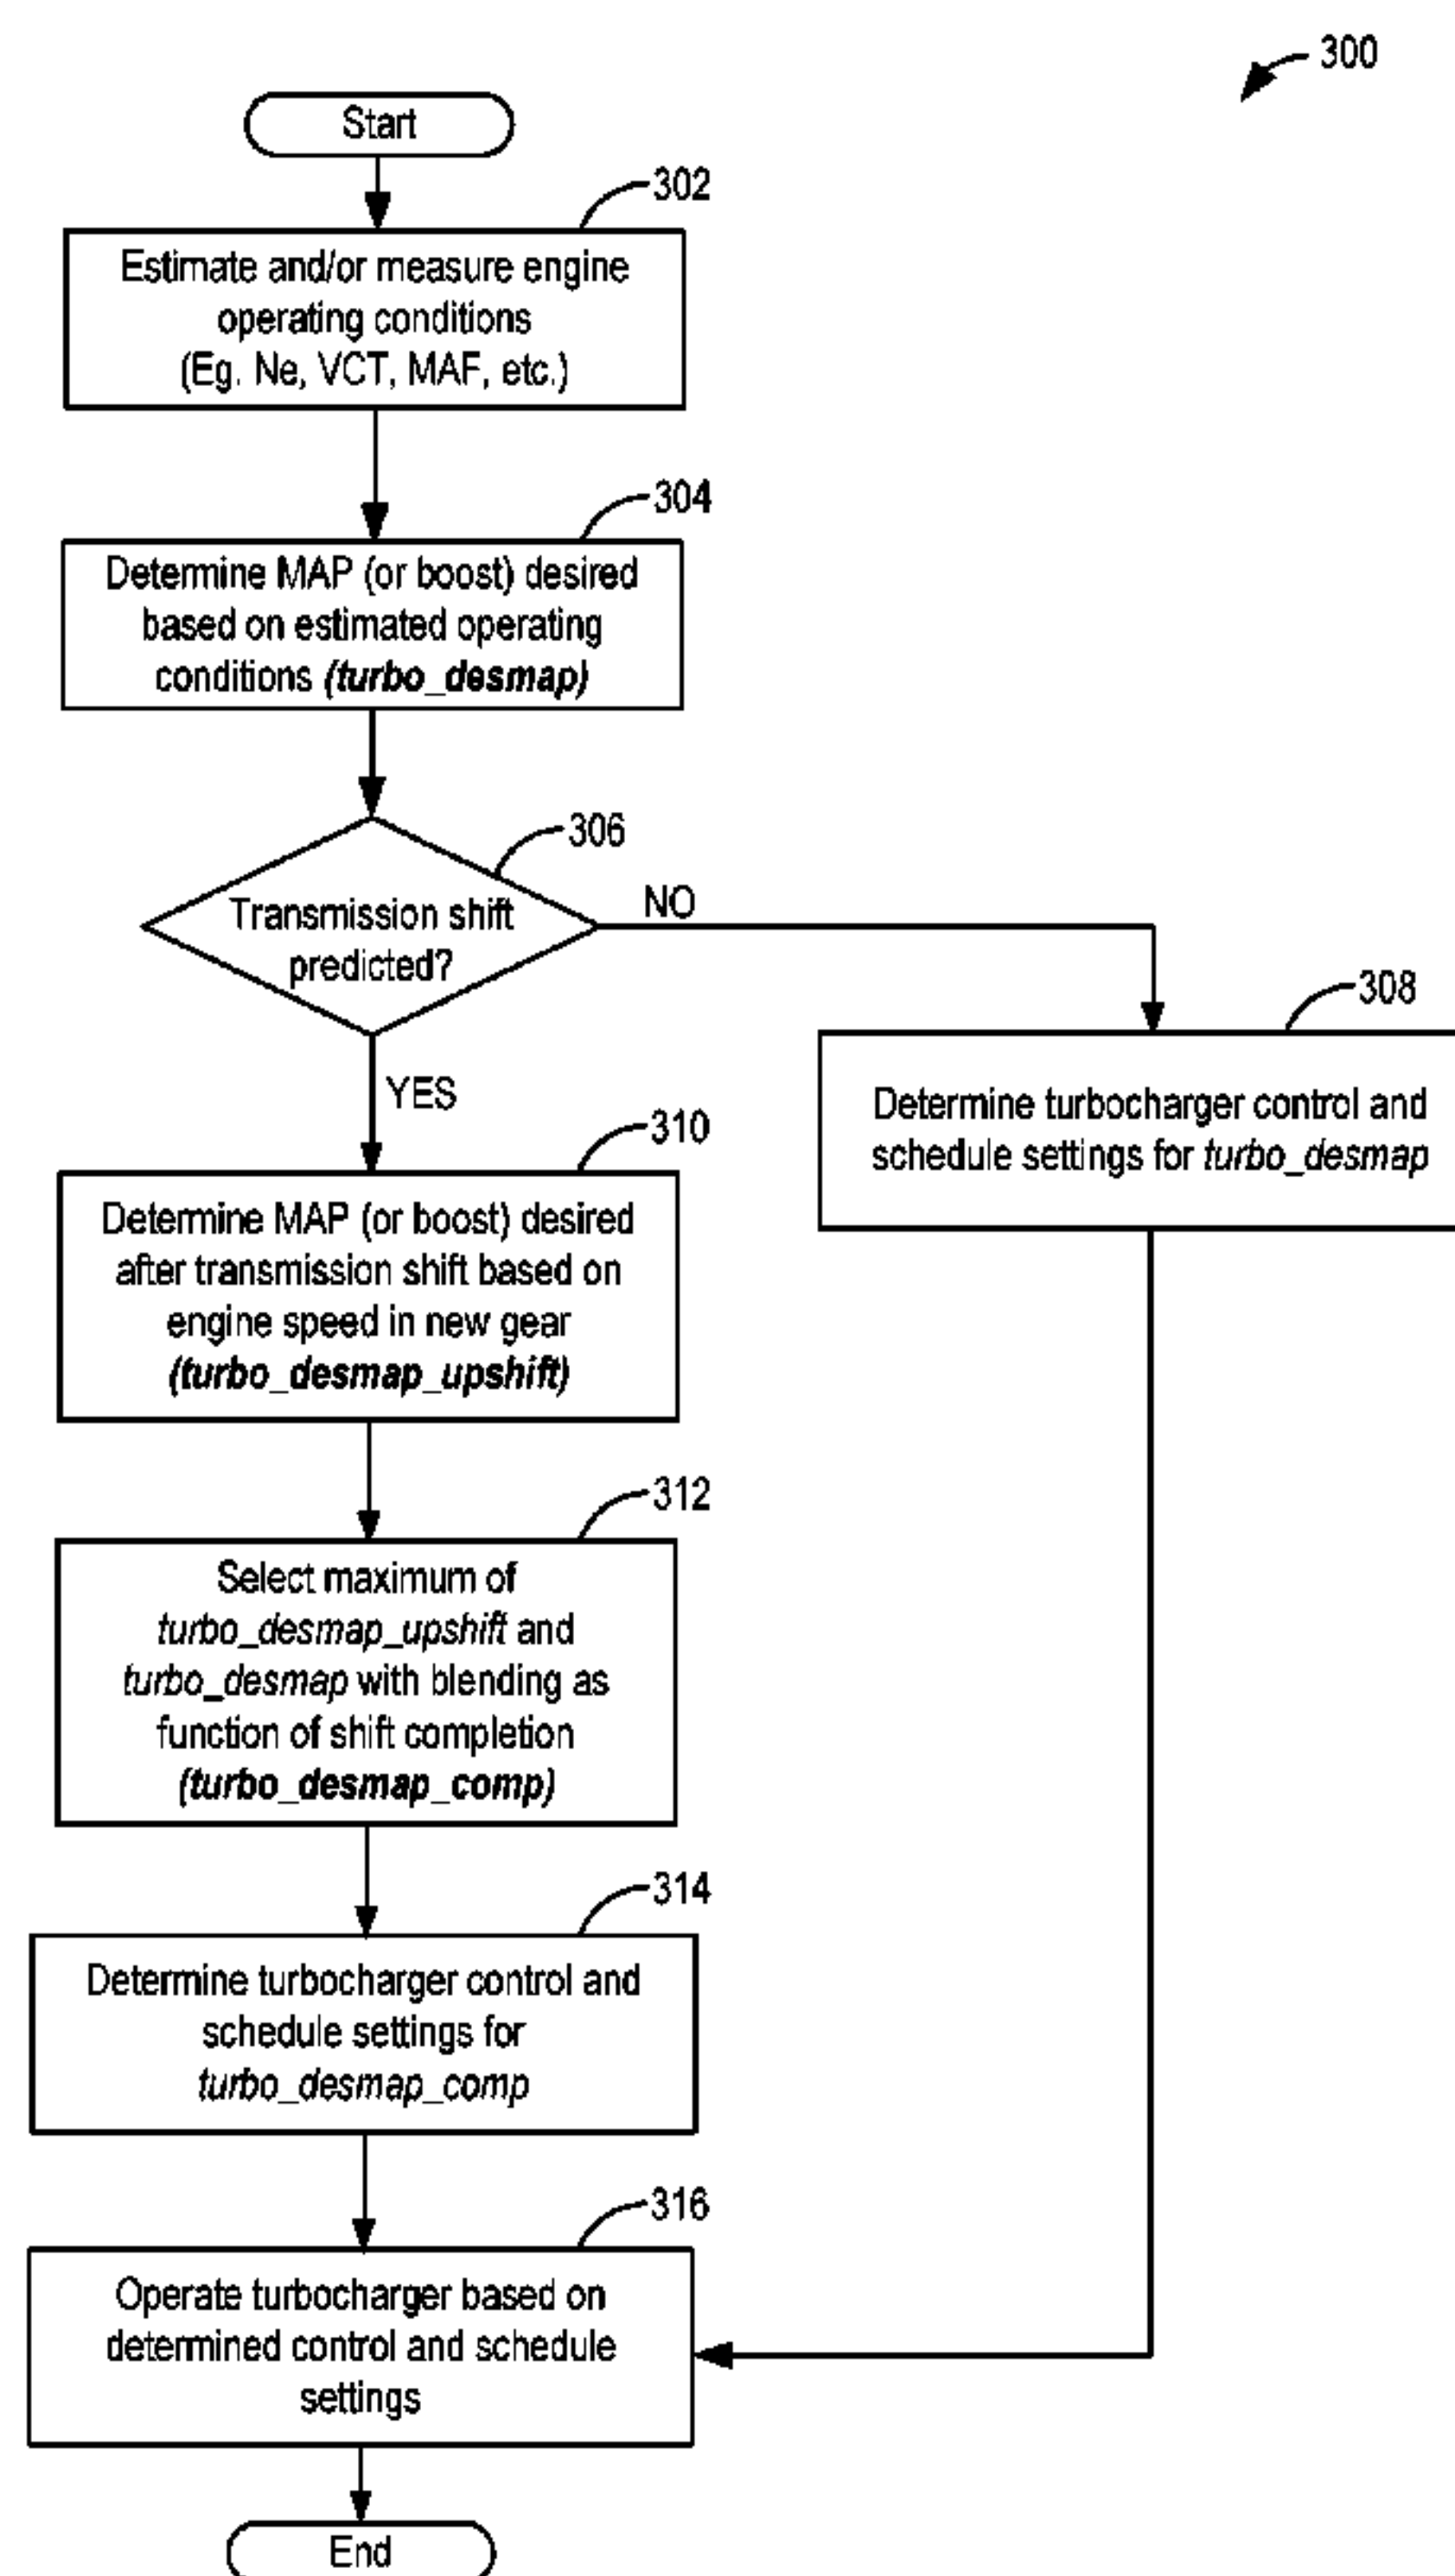 300
Start
302
Estimate and/or measure engine
operating conditions
(Eg. Ne, VCT, MAF, etc.)
304
Determine MAP (or boost) desired
based on estimated operating
conditions (turbo_desmap)
306
Transmission shift
predicted?
NO
YES
308
Determine turbocharger control and
schedule settings for turbo_desmap
310
Determine MAP (or boost) desired
after transmission shift based on
engine speed in new gear
(turbo_desmap_upshift)
312
Select maximum of
turbo_desmap_upshift and
turbo_desmap with blending as
function of shift completion
(turbo_desmap_comp)
314
Determine turbocharger control and
schedule settings for
turbo_desmap_comp
316
Operate turbocharger based on
determined control and schedule
settings
End